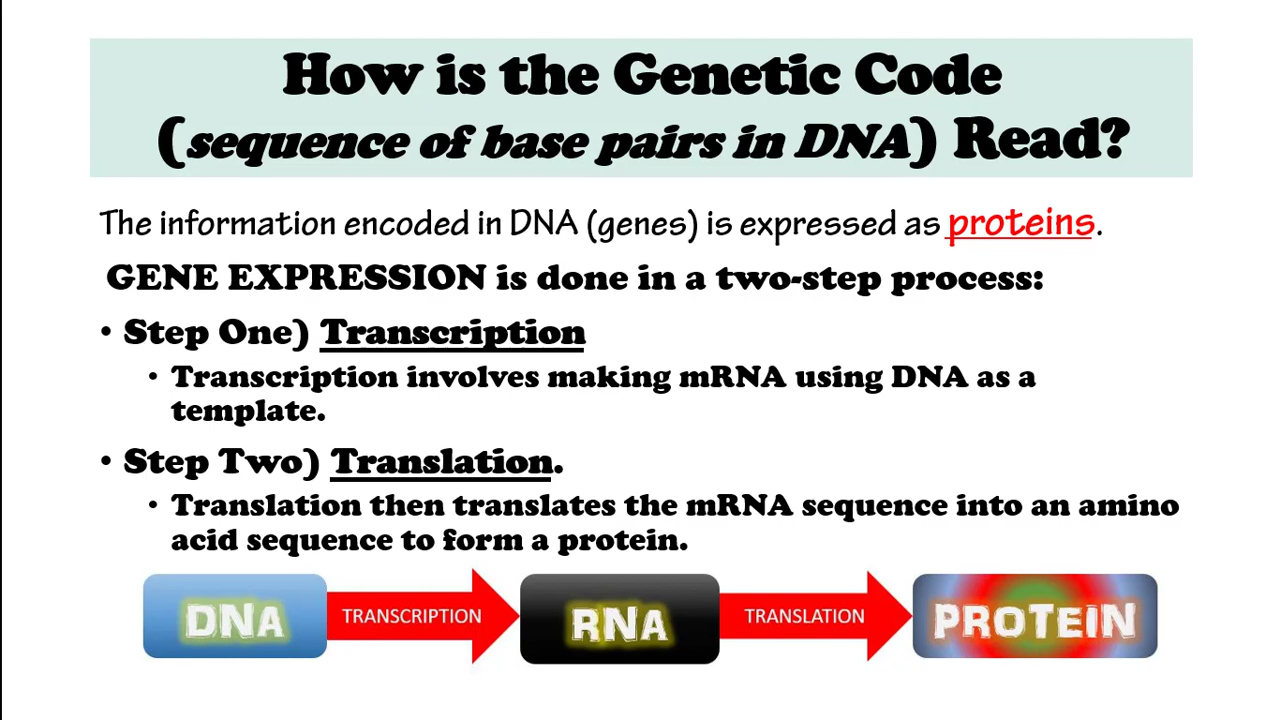 How is the Genetic Code
(sequence of base pairs in DNA) Read?
The information encoded in DNA (genes) is expressed as proteins.
GENE EXPRESSION is done in a two-step process:
• Step One) Transcription
• Transcription involves making mRNA using DNA as a
template.
• Step Two) Translation.
• Translation then translates the mRNA sequence into an amino
acid sequence to form a protein.
DNA TRANSCRIPTION RNA TRANSLATION PROTEIN